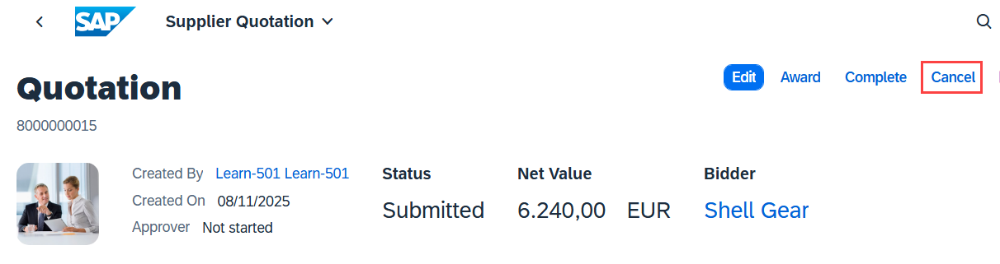 SAP Supplier Quotation
Quotation
Edit Award Complete Cancel
8000000015
Created By Learn-501 Learn-501
Created On 08/11/2025
Approver Not started
Status
Submitted
Net Value
6.240,00 EUR
Bidder
Shell Gear